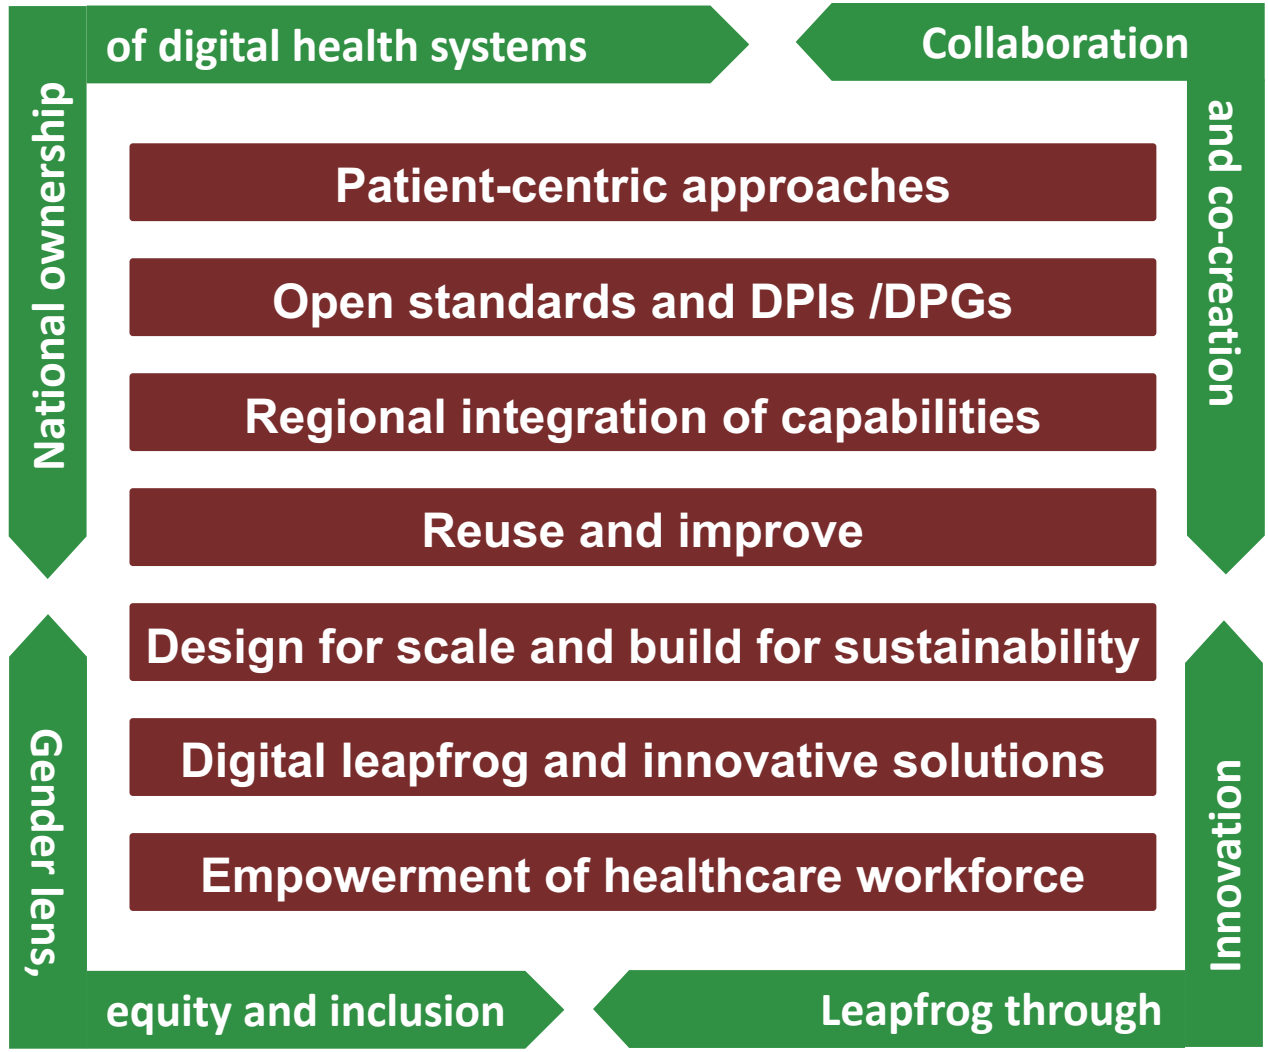 National ownership
of digital health systems
Collaboration
and co-creation
Patient-centric approaches
Open standards and DPIs /DPGs
Regional integration of capabilities
Reuse and improve
Design for scale and build for sustainability
Digital leapfrog and innovative solutions
Empowerment of healthcare workforce
Gender lens,
equity and inclusion
Leapfrog through
Innovation